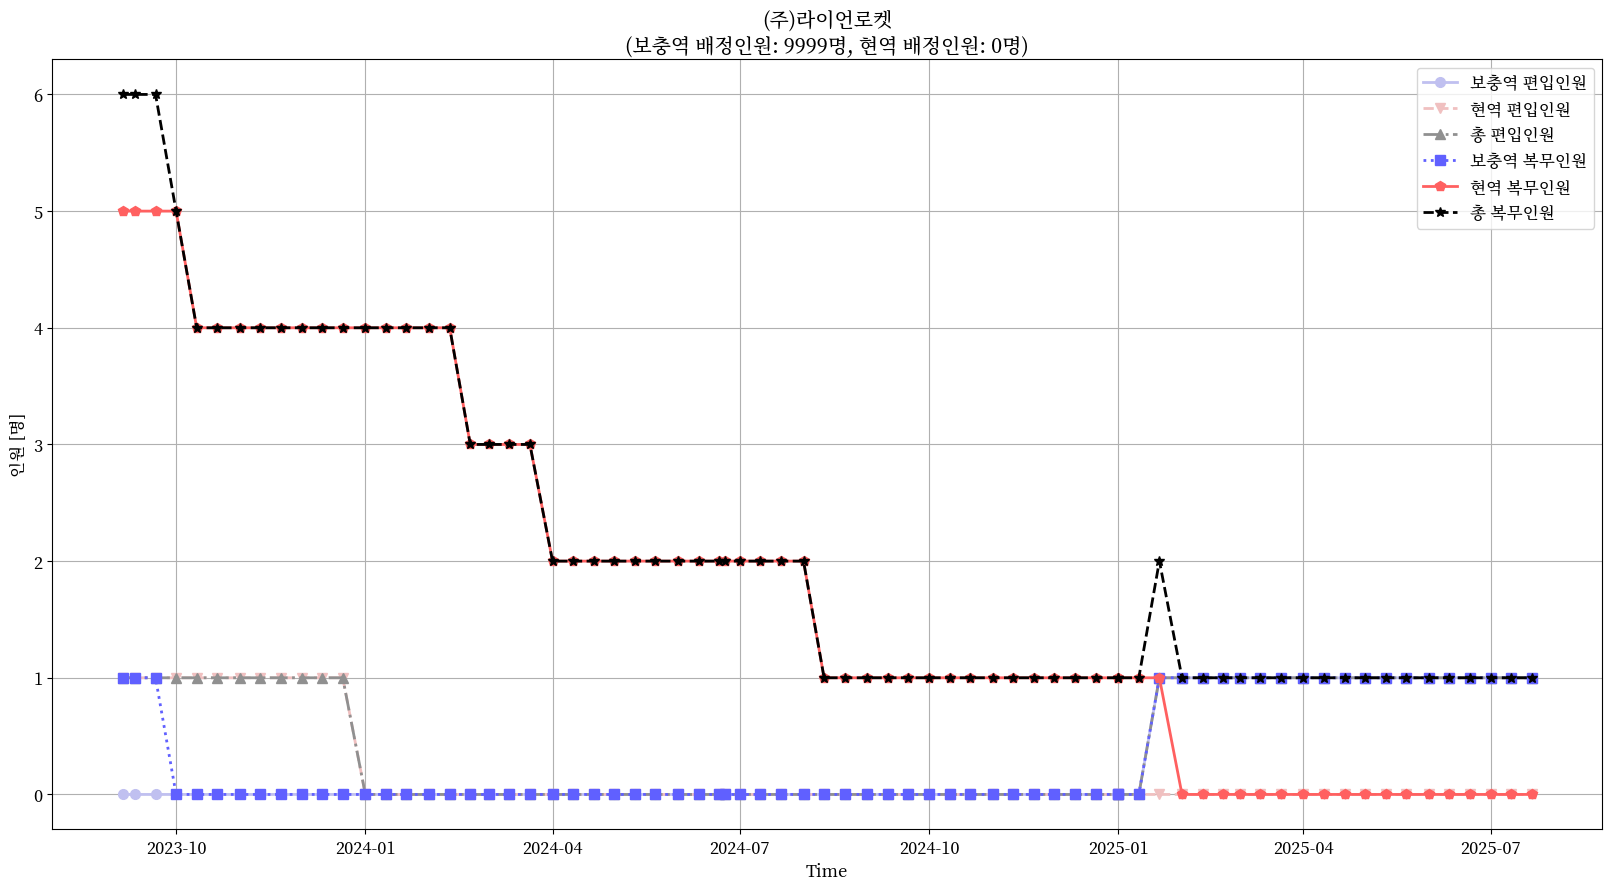 (주)라이언로켓
(보충역 배정인원: 9999명, 현역 배정인원: 0명)
보충역 편입인원
현역 편입인원
총 편입인원
보충역 복무인원
현역 복무인원
총 복무인원
인원 [명]
6
5
4
3
2
1
0
2023-10
2024-01
2024-04
2024-07
2024-10
2025-01
2025-04
2025-07
Time